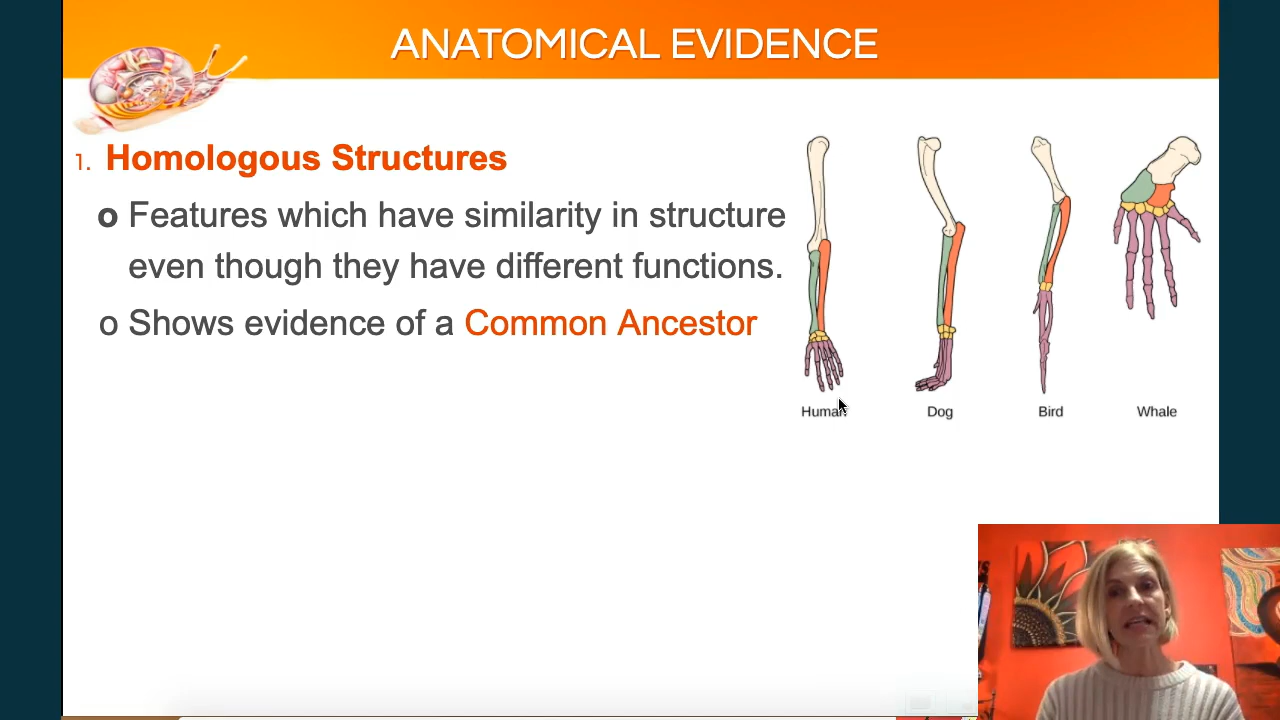 ANATOMICAL EVIDENCE
1. Homologous Structures
o Features which have similarity in structure
even though they have different functions.
o Shows evidence of a Common Ancestor
Human Dog Bird Whale